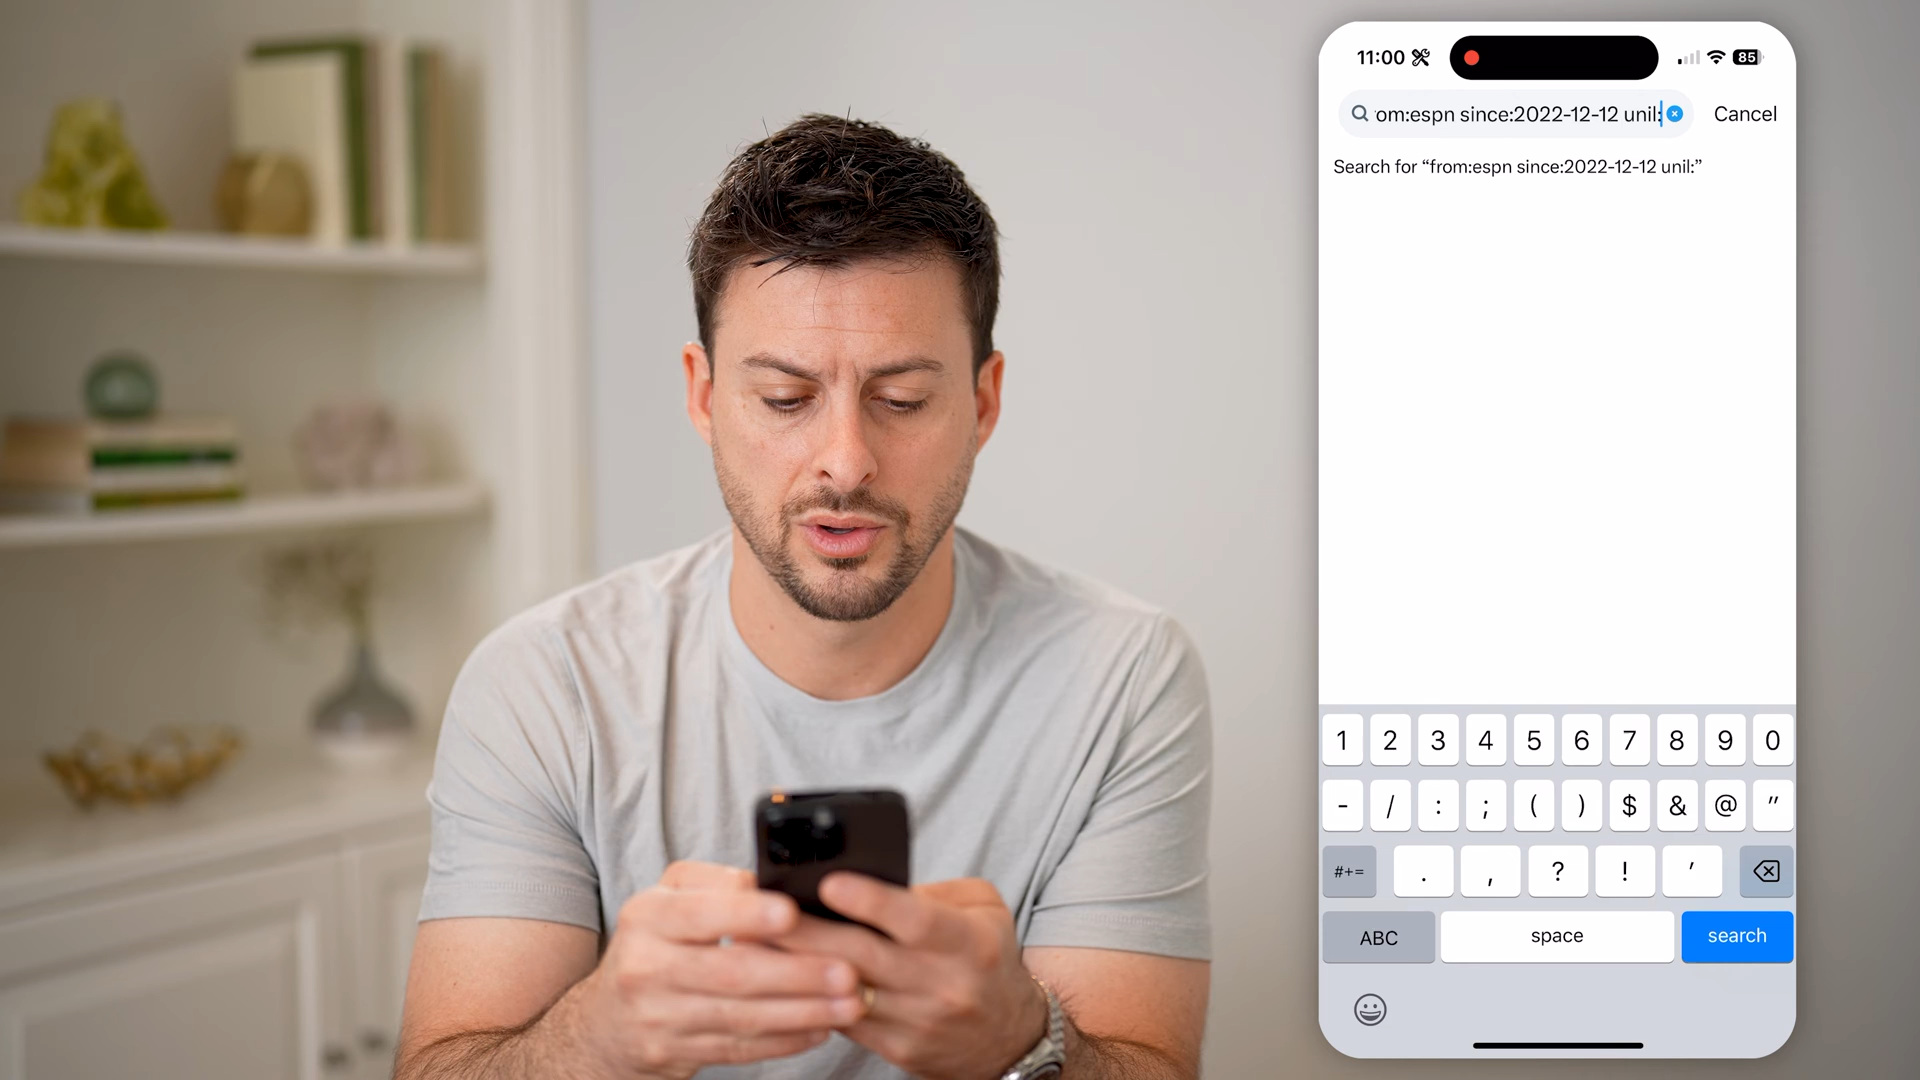 11:00
85
rom:espn since:2022-12-12 unil:
Cancel
Search for “from:espn since:2022-12-12 unil:”
1 2 3 4 5 6 7 8 9 0
- / : ; ( ) $ & @ "
#+= . , ? ! ’
ABC space search